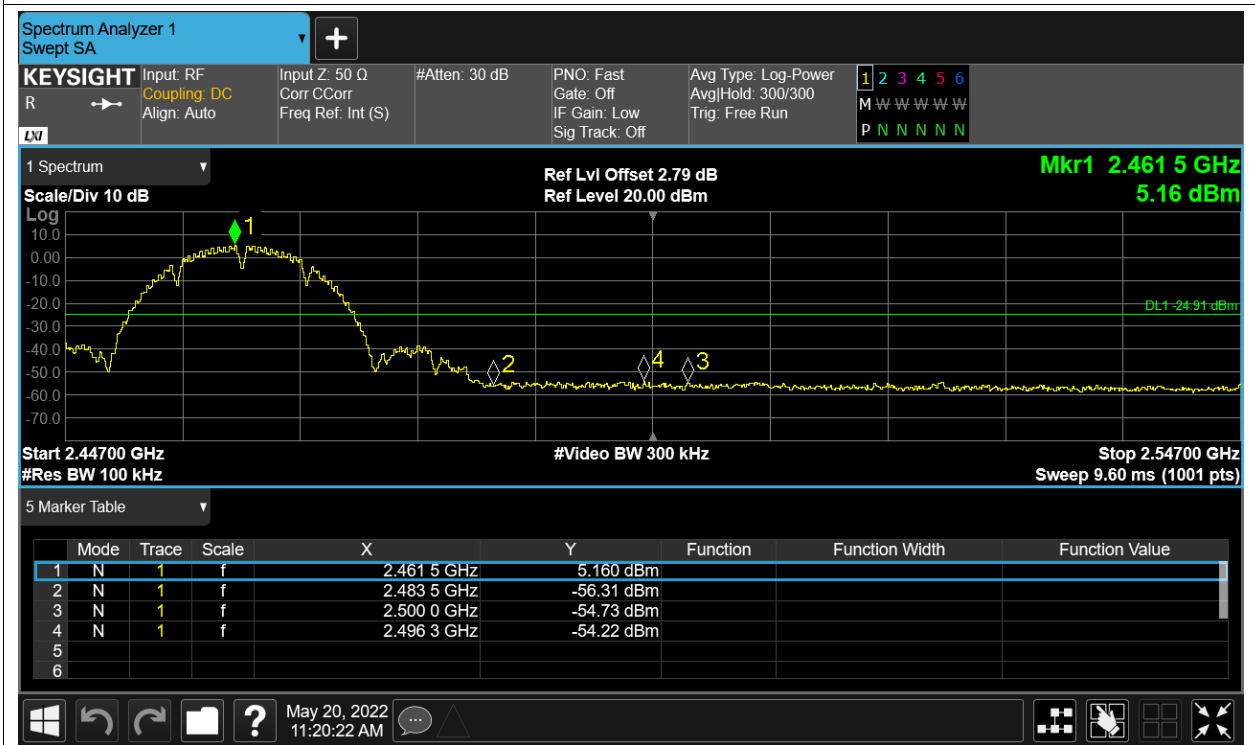 Spectrum Analyzer 1
Swept SA
KEYSIGHT Input: RF Input Z: 50 Ω #Atten: 30 dB PNO: Fast Avg Type: Log-Power 1 2 3 4 5 6
R Coupling: DC Corr CCorr Gate: Off Avg|Hold: 300/300 M W W W W W
Align: Auto Freq Ref: Int (S) IF Gain: Low Trig: Free Run
LXI Sig Track: Off P N N N N N
1 Spectrum Ref Lvl Offset 2.79 dB Mkr1 2.461 5 GHz
Scale/Div 10 dB Ref Level 20.00 dBm 5.16 dBm
Log
1
10.0
0.00
-10.0
-20.0
DL1 -24.91 dBm
-30.0
-40.0
2 4 3
-50.0
-60.0
-70.0
Start 2.44700 GHz #Video BW 300 kHz Stop 2.54700 GHz
#Res BW 100 kHz Sweep 9.60 ms (1001 pts)
5 Marker Table
Mode Trace Scale X Y Function Function Width Function Value
1 N 1 f 2.461 5 GHz 5.160 dBm
2 N 1 f 2.483 5 GHz -56.31 dBm
3 N 1 f 2.500 0 GHz -54.73 dBm
4 N 1 f 2.496 3 GHz -54.22 dBm
5
6
? May 20, 2022
11:20:22 AM